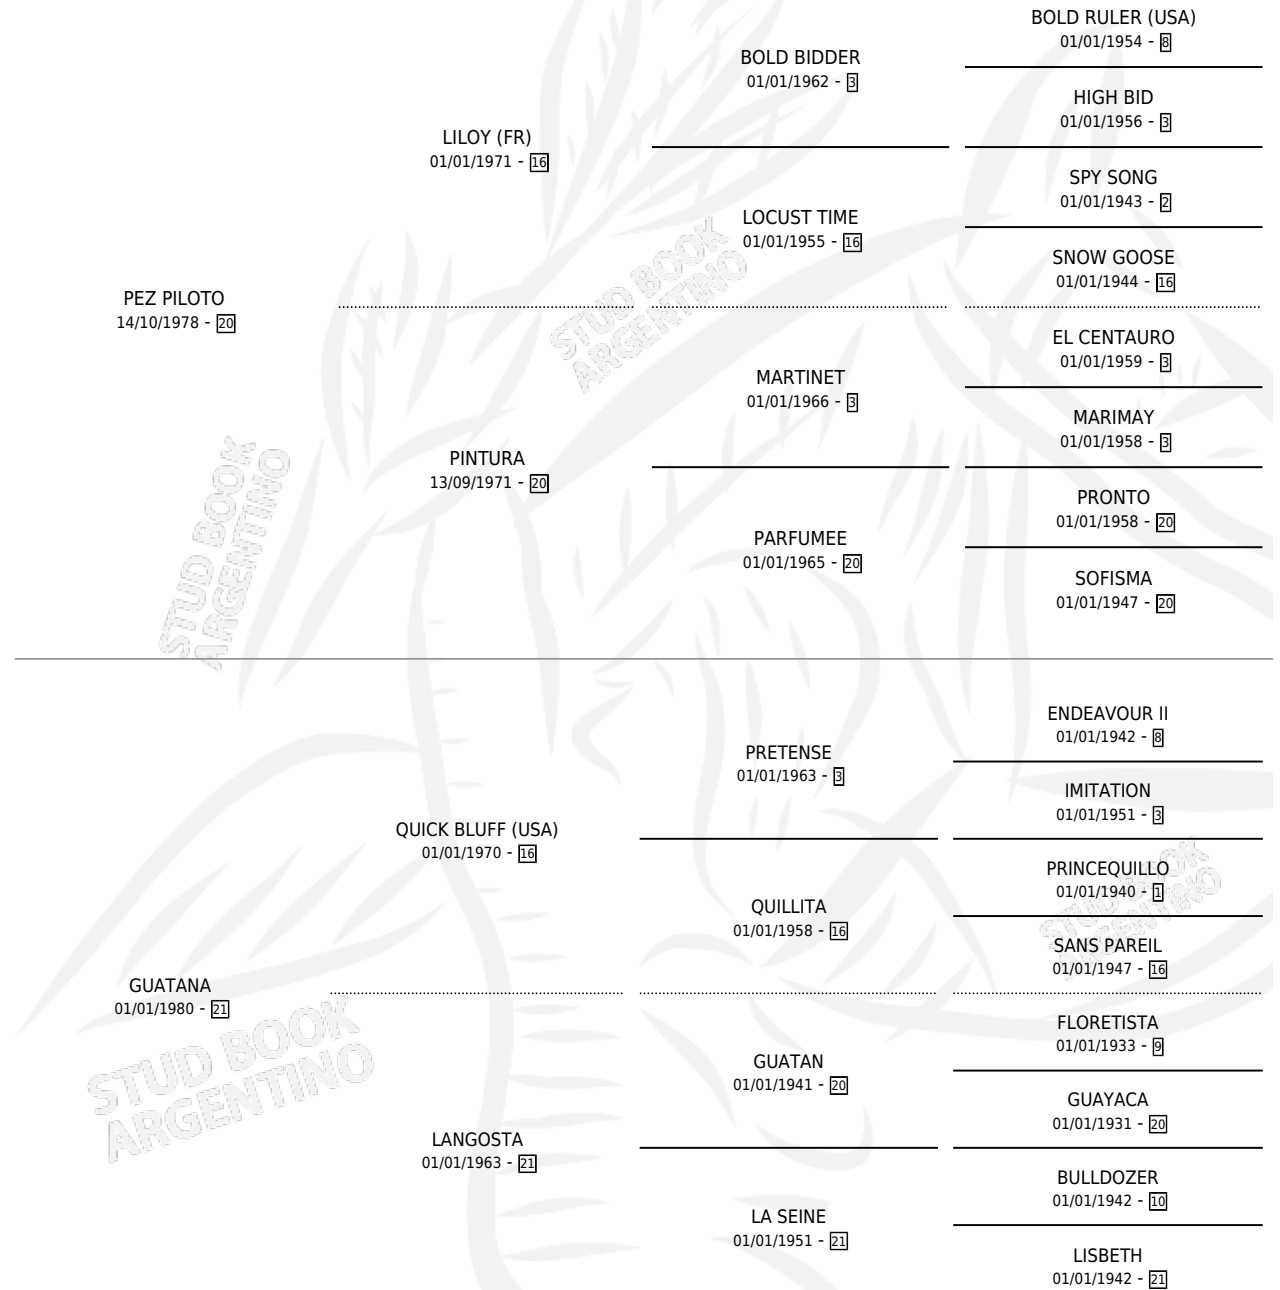 BOLD RULER (USA)
01/01/1954 - 8
BOLD BIDDER
01/01/1962 - 3
HIGH BID
01/01/1956 - 3
LILOY (FR)
01/01/1971 - 16
SPY SONG
01/01/1943 - 2
LOCUST TIME
01/01/1955 - 16
SNOW GOOSE
01/01/1944 - 16
PEZ PILOTO
14/10/1978 - 20
EL CENTAURO
01/01/1959 - 3
MARTINET
01/01/1966 - 3
MARIMAY
01/01/1958 - 3
PINTURA
13/09/1971 - 20
PRONTO
01/01/1958 - 20
PARFUMEE
01/01/1965 - 20
SOFISMA
01/01/1947 - 20
ENDEAVOUR II
01/01/1942 - 8
PRETENSE
01/01/1963 - 3
IMITATION
01/01/1951 - 3
QUICK BLUFF (USA)
01/01/1970 - 16
PRINCEQUILLO
01/01/1940 - 1
QUILLITA
01/01/1958 - 16
SANS PAREIL
01/01/1947 - 16
GUATANA
01/01/1980 - 21
FLORETISTA
01/01/1933 - 9
GUATAN
01/01/1941 - 20
GUAYACA
01/01/1931 - 20
LANGOSTA
01/01/1963 - 21
BULLDOZER
01/01/1942 - 10
LA SEINE
01/01/1951 - 21
LISBETH
01/01/1942 - 21
STUD BOOK
ARGENTINO
STUD BOOK
ARGENTINO
STUD BOOK
ARGENTINO
STUD BOOK
ARGENTINO